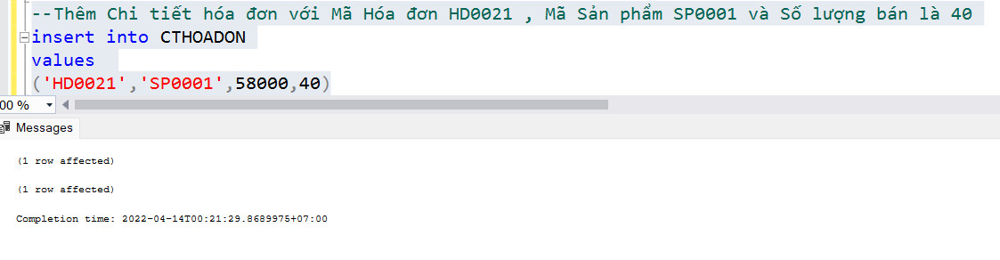 --Thêm Chi tiết hóa đơn với Mã Hóa đơn HD0021 , Mã Sản phẩm SP0001 và Số lượng bán là 40
insert into CTHOADON
values
('HD0021','SP0001',58000,40)
00 %
Messages
(1 row affected)
(1 row affected)
Completion time: 2022-04-14T00:21:29.8689975+07:00